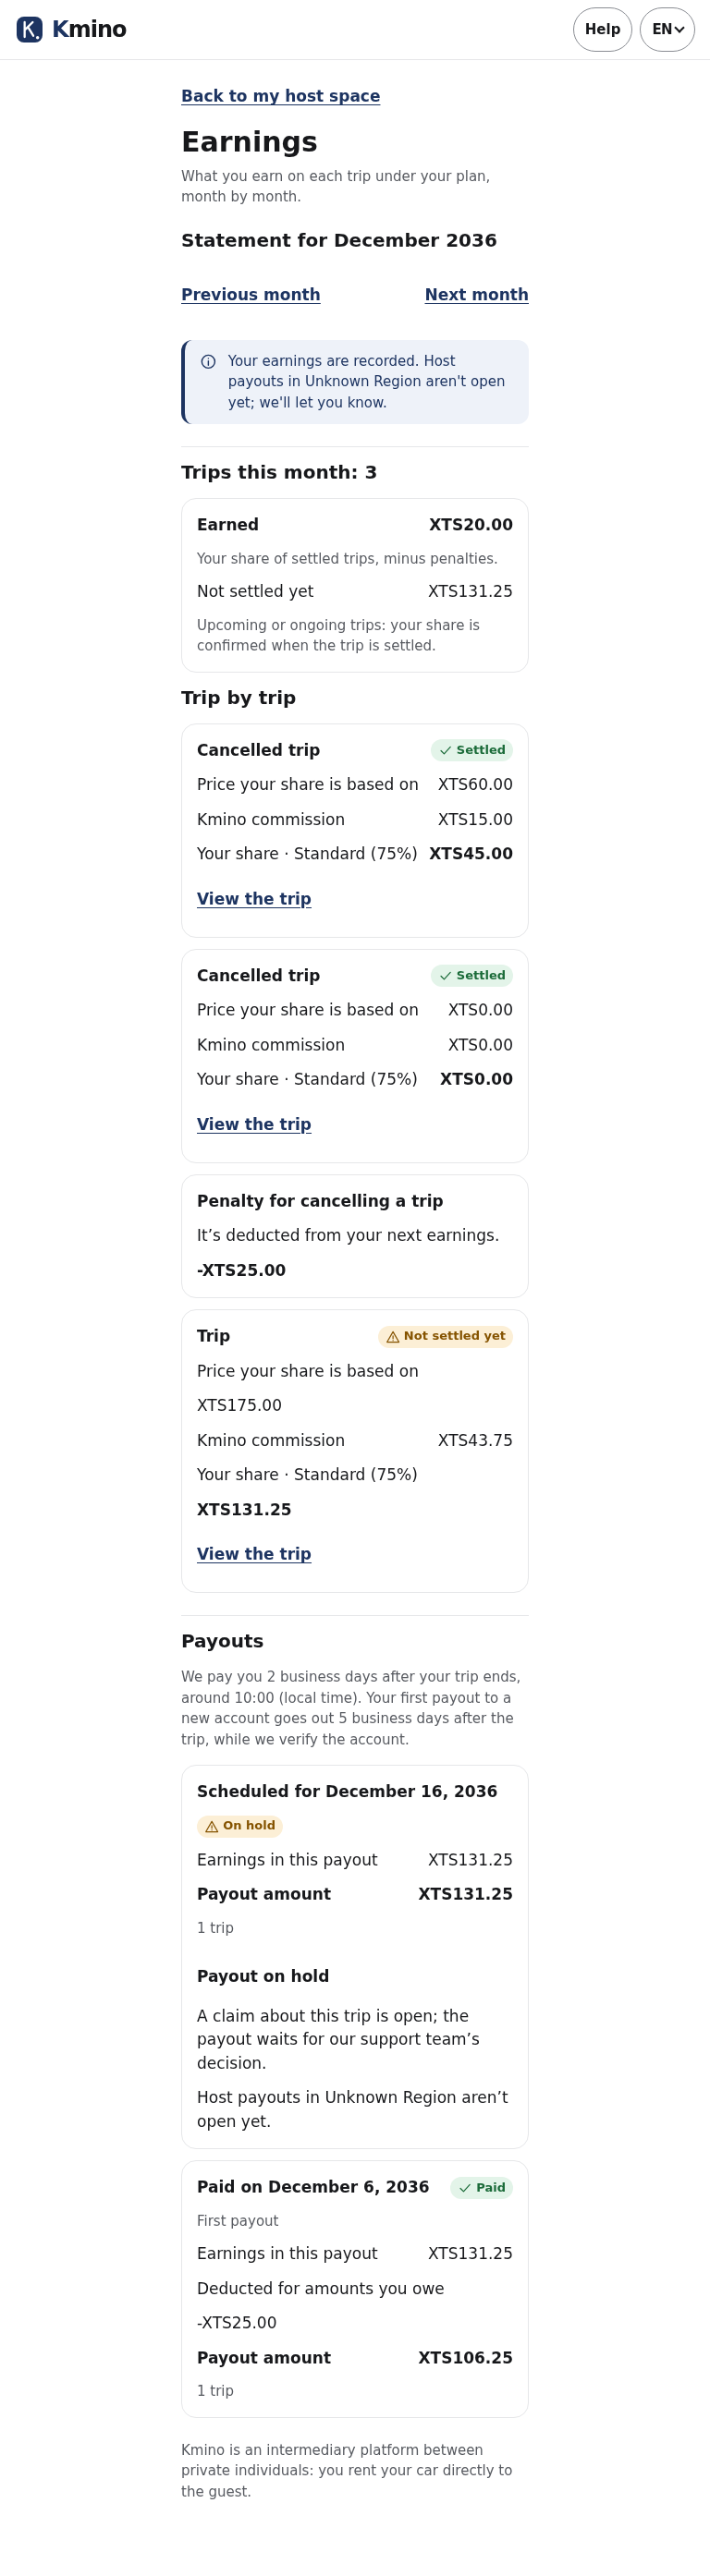 Kmino
Help
EN
Back to my host space
Earnings
What you earn on each trip under your plan,
month by month.
Statement for December 2036
Previous month
Next month
Your earnings are recorded. Host
payouts in Unknown Region aren't open
yet; we'll let you know.
Trips this month: 3
Earned XTS20.00
Your share of settled trips, minus penalties.
Not settled yet XTS131.25
Upcoming or ongoing trips: your share is
confirmed when the trip is settled.
Trip by trip
Cancelled trip Settled
Price your share is based on XTS60.00
Kmino commission XTS15.00
Your share · Standard (75%) XTS45.00
View the trip
Cancelled trip Settled
Price your share is based on XTS0.00
Kmino commission XTS0.00
Your share · Standard (75%) XTS0.00
View the trip
Penalty for cancelling a trip
It’s deducted from your next earnings.
-XTS25.00
Trip Not settled yet
Price your share is based on
XTS175.00
Kmino commission XTS43.75
Your share · Standard (75%)
XTS131.25
View the trip
Payouts
We pay you 2 business days after your trip ends,
around 10:00 (local time). Your first payout to a
new account goes out 5 business days after the
trip, while we verify the account.
Scheduled for December 16, 2036
On hold
Earnings in this payout XTS131.25
Payout amount XTS131.25
1 trip
Payout on hold
A claim about this trip is open; the
payout waits for our support team’s
decision.
Host payouts in Unknown Region aren’t
open yet.
Paid on December 6, 2036 Paid
First payout
Earnings in this payout XTS131.25
Deducted for amounts you owe
-XTS25.00
Payout amount XTS106.25
1 trip
Kmino is an intermediary platform between
private individuals: you rent your car directly to
the guest.